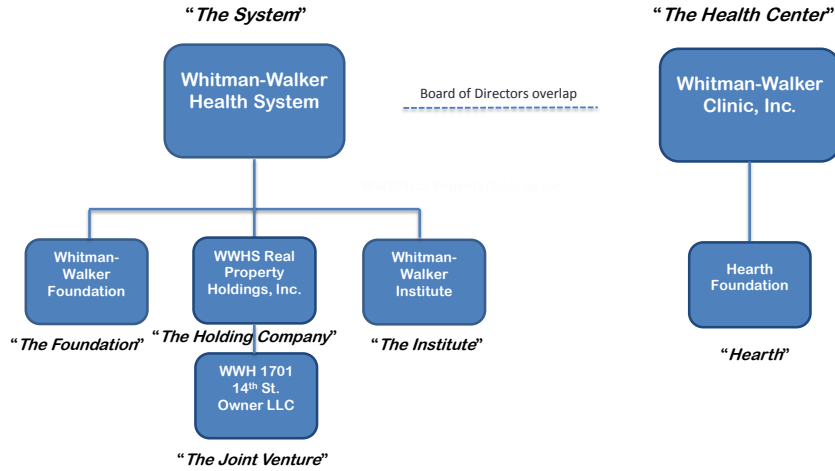 “The System”
“The Health Center”
Whitman-Walker
Health System
Board of Directors overlap
Whitman-Walker
Clinic, Inc.
Whitman-
Walker
Foundation
WWHS Real
Property
Holdings, Inc.
Whitman-
Walker
Institute
Hearth
Foundation
“The Foundation”
“The Holding Company”
“The Institute”
“Hearth”
WWH 1701
14th St.
Owner LLC
“The Joint Venture”